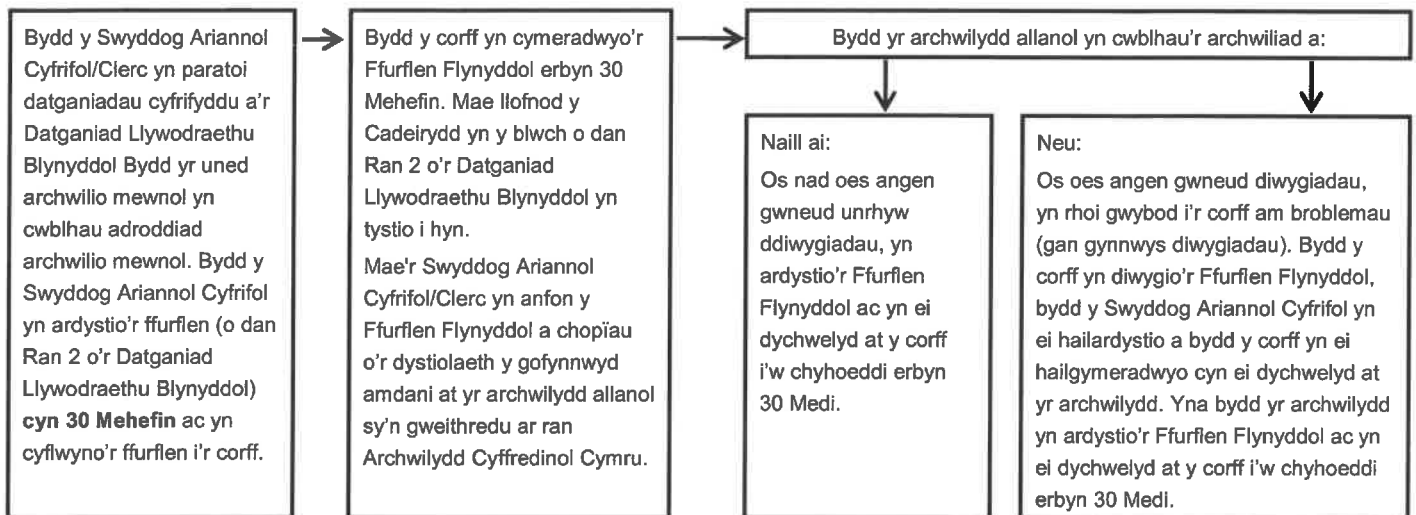 Bydd y Swyddog Ariannol
Cyfrifol/Clerc yn paratoi
datganiadau cyfrifyddu a'r
Datganiad Llywodraethu
Blynyddol Bydd yr uned
archwilio mewnol yn
cwblhau adroddiad
archwilio mewnol. Bydd y
Swyddog Ariannol Cyfrifol
yn ardystio'r ffurflen (o dan
Ran 2 o'r Datganiad
Llywodraethu Blynyddol)
cyn 30 Mehefin ac yn
cyflwyno'r ffurflen i'r corff.
Bydd y corff yn cymeradwyo'r
Ffurflen Flynyddol erbyn 30
Mehefin. Mae llofnod y
Cadeirydd yn y blwch o dan
Ran 2 o'r Datganiad
Llywodraethu Blynyddol yn
tystio i hyn.
Mae'r Swyddog Ariannol
Cyfrifol/Clerc yn anfon y
Ffurflen Flynyddol a chopïau
o'r dystiolaeth y gofynnwyd
amdani at yr archwilydd allanol
sy'n gweithredu ar ran
Archwilydd Cyffredinol Cymru.
Bydd yr archwilydd allanol yn cwblhau'r archwiliad a:
Naill ai:
Os nad oes angen
gwneud unrhyw
ddiwygiadau, yn
ardystio'r Ffurflen
Flynyddol ac yn ei
dychwelyd at y corff
i'w chyhoeddi erbyn
30 Medi.
Neu:
Os oes angen gwneud diwygiadau,
yn rhoi gwybod i'r corff am broblemau
(gan gynnwys diwygiadau). Bydd y
corff yn diwygio'r Ffurflen Flynyddol,
bydd y Swyddog Ariannol Cyfrifol yn
ei hailardystio a bydd y corff yn ei
hailgymeradwyo cyn ei dychwelyd at
yr archwilydd. Yna bydd yr archwilydd
yn ardystio'r Ffurflen Flynyddol ac yn
ei dychwelyd at y corff i'w chyhoeddi
erbyn 30 Medi.